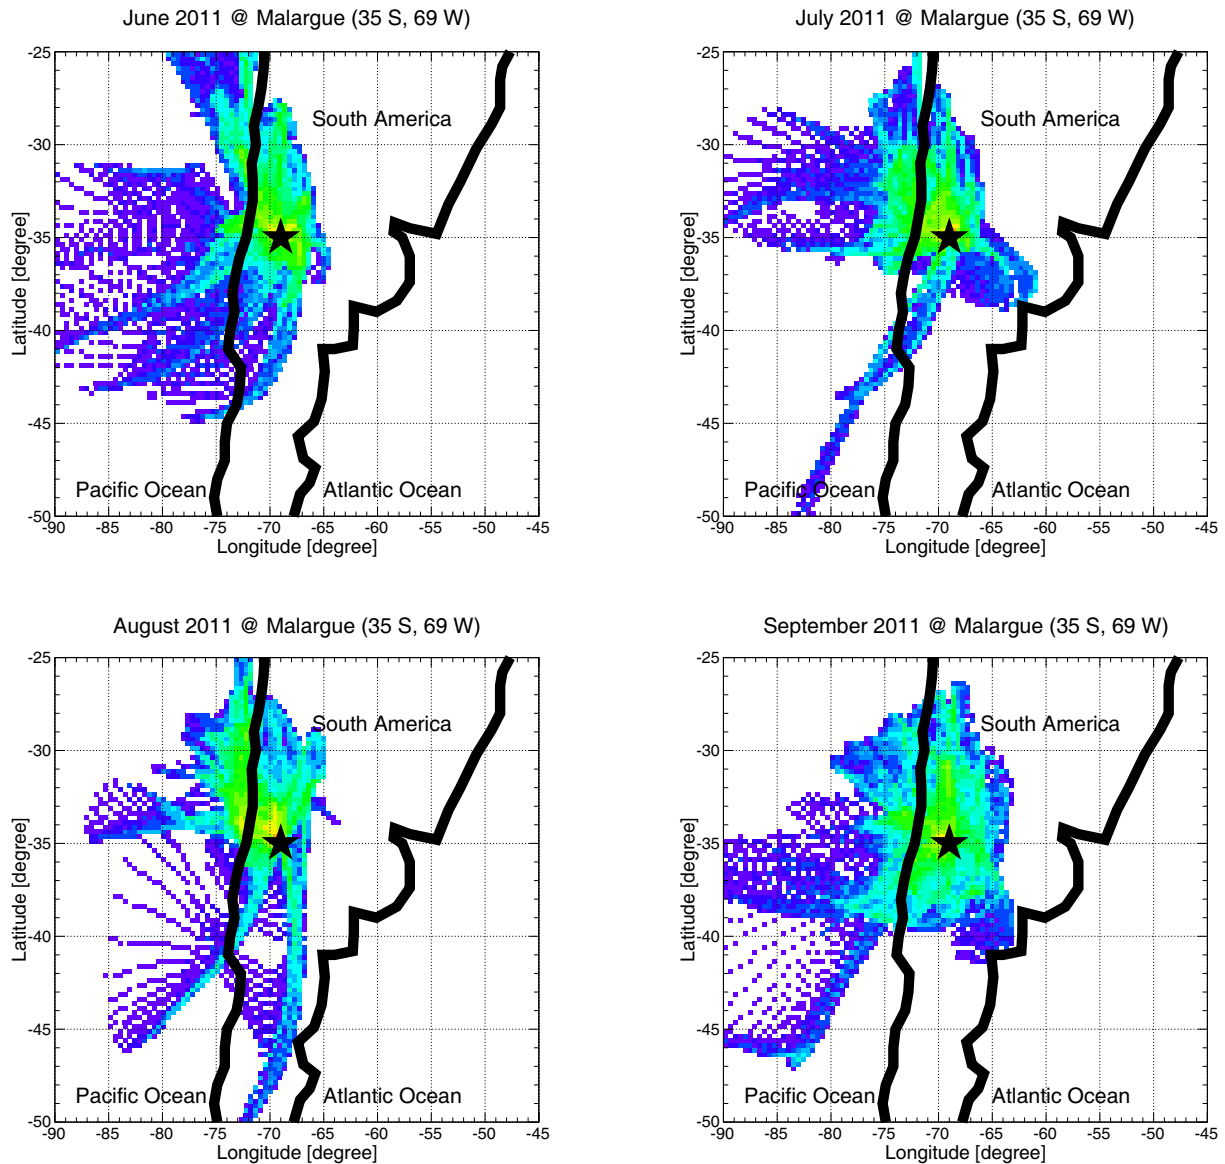 June 2011 @ Malargue (35 S, 69 W)
-25
-30
-35
-40
-45
-50
Latitude [degree]
South America
Pacific Ocean
Atlantic Ocean
-90 -85 -80 -75 -70 -65 -60 -55 -50 -45
Longitude [degree]
July 2011 @ Malargue (35 S, 69 W)
-25
-30
-35
-40
-45
-50
Latitude [degree]
South America
Pacific Ocean
Atlantic Ocean
-90 -85 -80 -75 -70 -65 -60 -55 -50 -45
Longitude [degree]
August 2011 @ Malargue (35 S, 69 W)
-25
-30
-35
-40
-45
-50
Latitude [degree]
South America
Pacific Ocean
Atlantic Ocean
-90 -85 -80 -75 -70 -65 -60 -55 -50 -45
Longitude [degree]
September 2011 @ Malargue (35 S, 69 W)
-25
-30
-35
-40
-45
-50
Latitude [degree]
South America
Pacific Ocean
Atlantic Ocean
-90 -85 -80 -75 -70 -65 -60 -55 -50 -45
Longitude [degree]